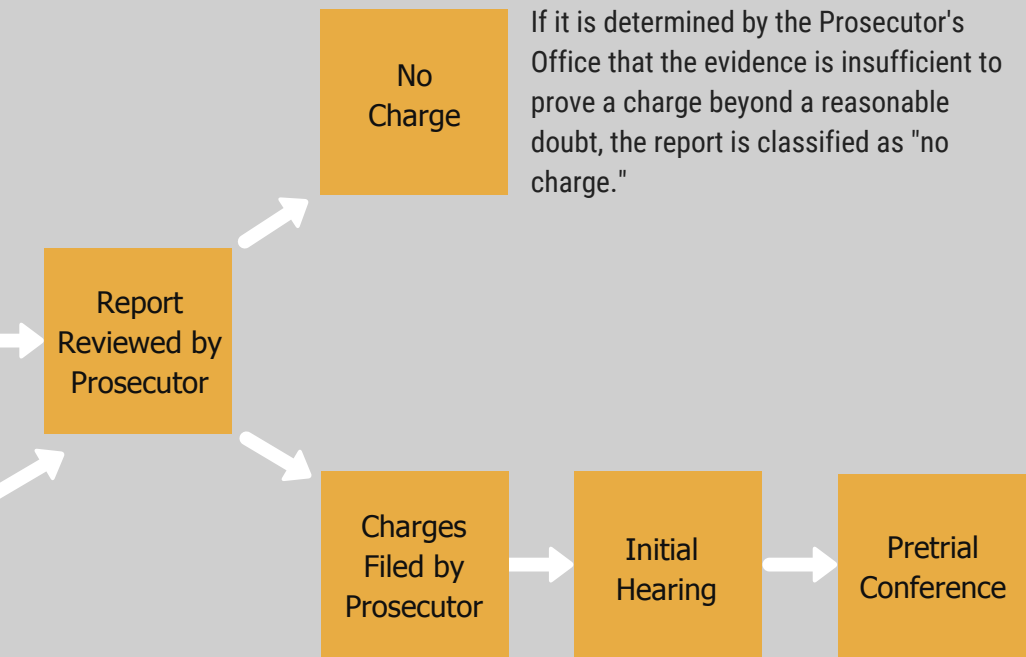 No
Charge
If it is determined by the Prosecutor's
Office that the evidence is insufficient to
prove a charge beyond a reasonable
doubt, the report is classified as "no
charge."
Report
Reviewed by
Prosecutor
Charges
Filed by
Prosecutor
Initial
Hearing
Pretrial
Conference